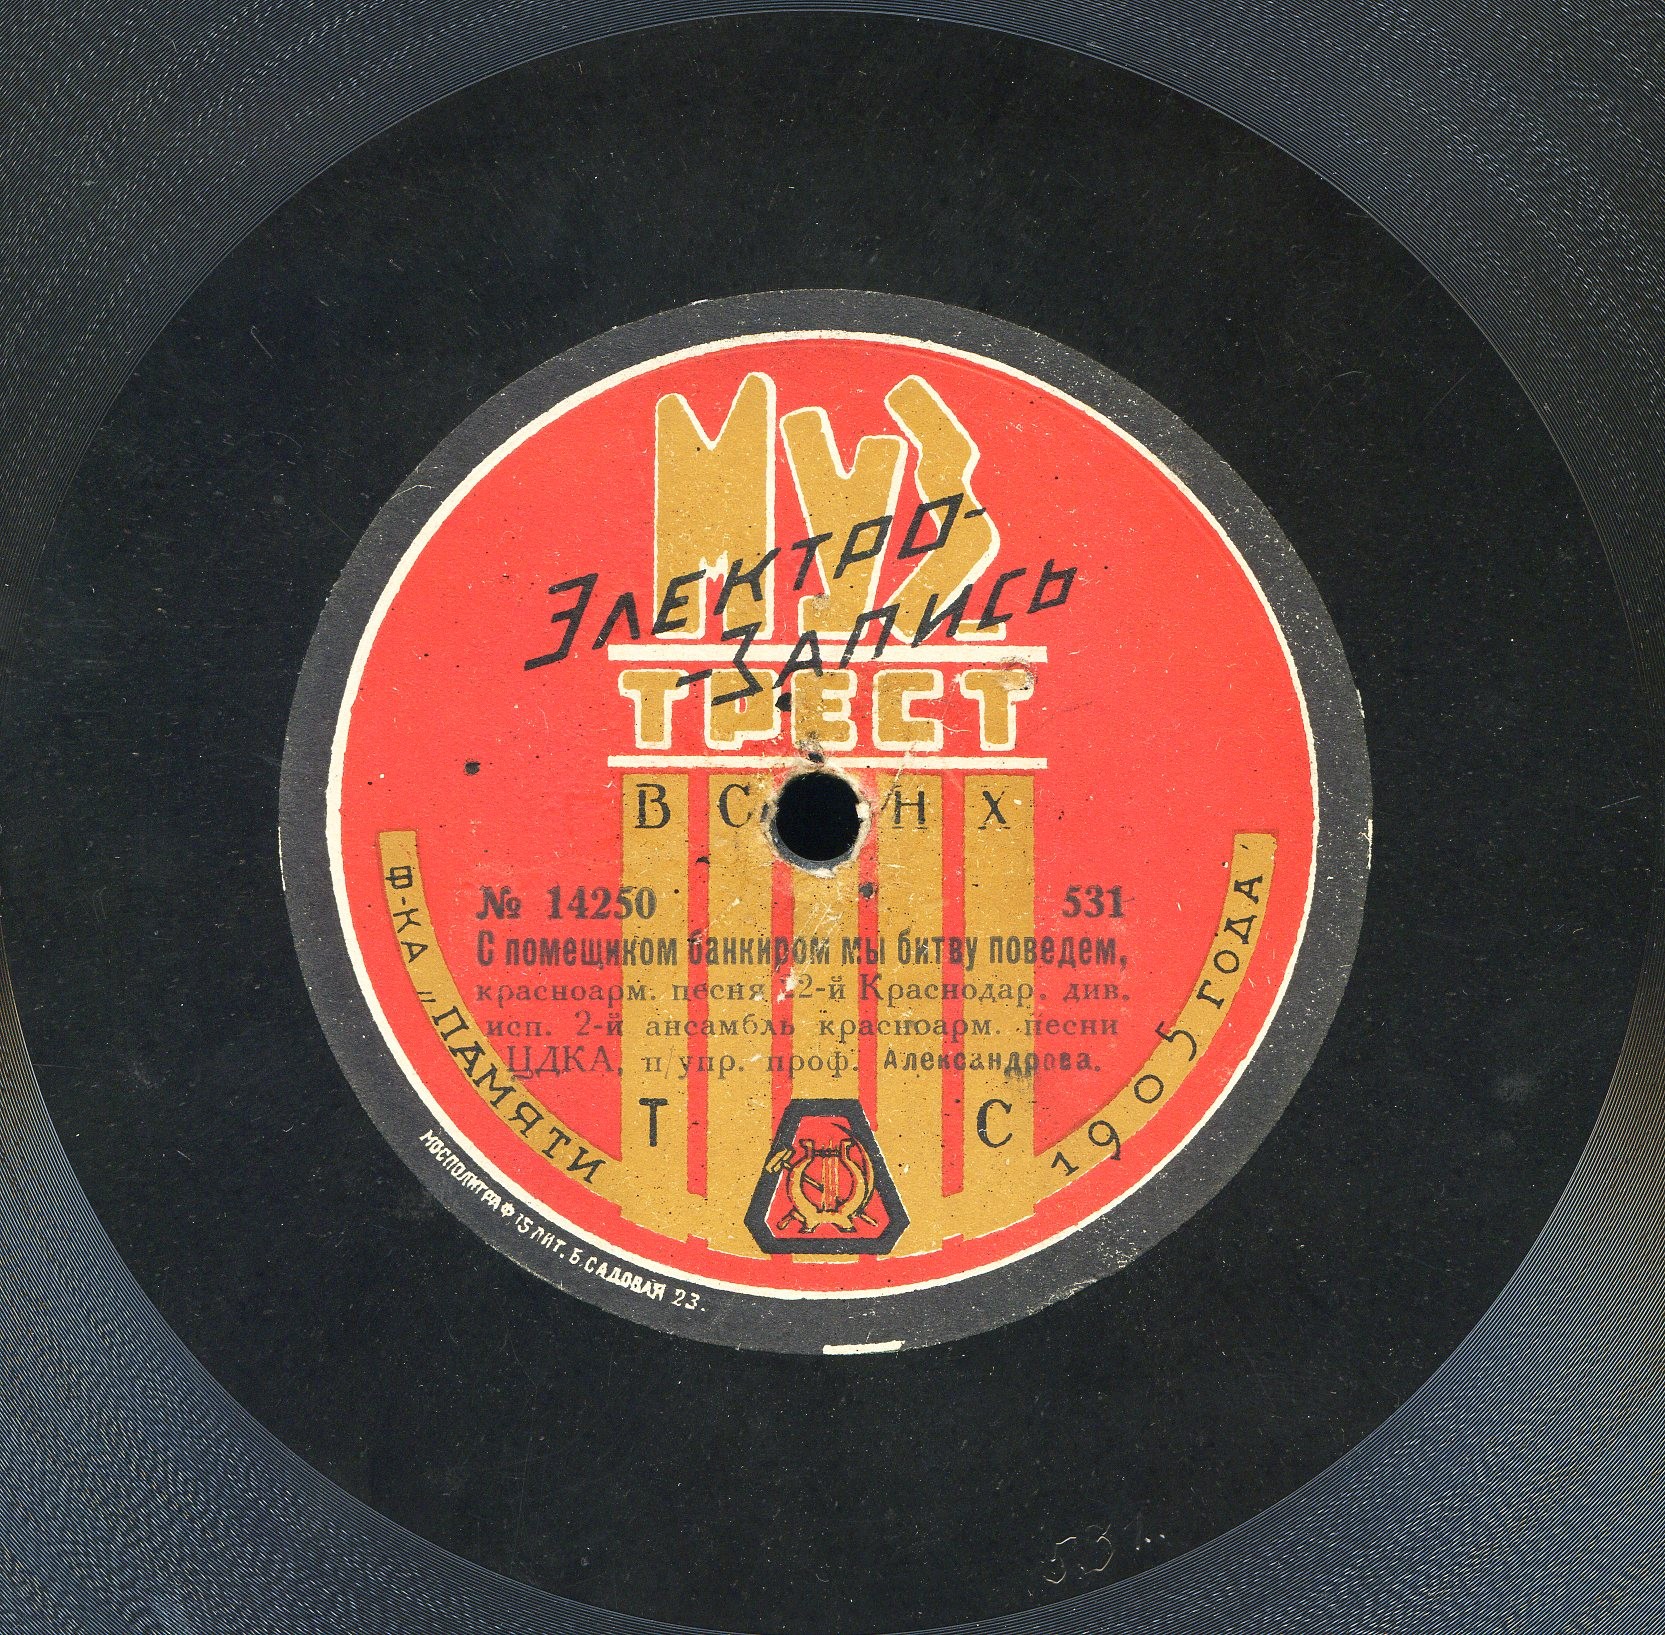 МУЗ
ЭЛЕКТРО-
-ЗАПИСЬ
ТРЕСТ
В С Н Х
№ 14250 531
С помещиком банкиром мы битву поведем,
красноарм. песня 2-й Краснодар. див.
исп. 2-й ансамбль красноарм. песни
ЦДКА, п/упр. проф. Александрова.
Т С
Ф-КА „ПАМЯТИ 1905 ГОДА"
МОСПОЛИГРАФ 15 ЛИТ. Б. САДОВАЯ 23.
531